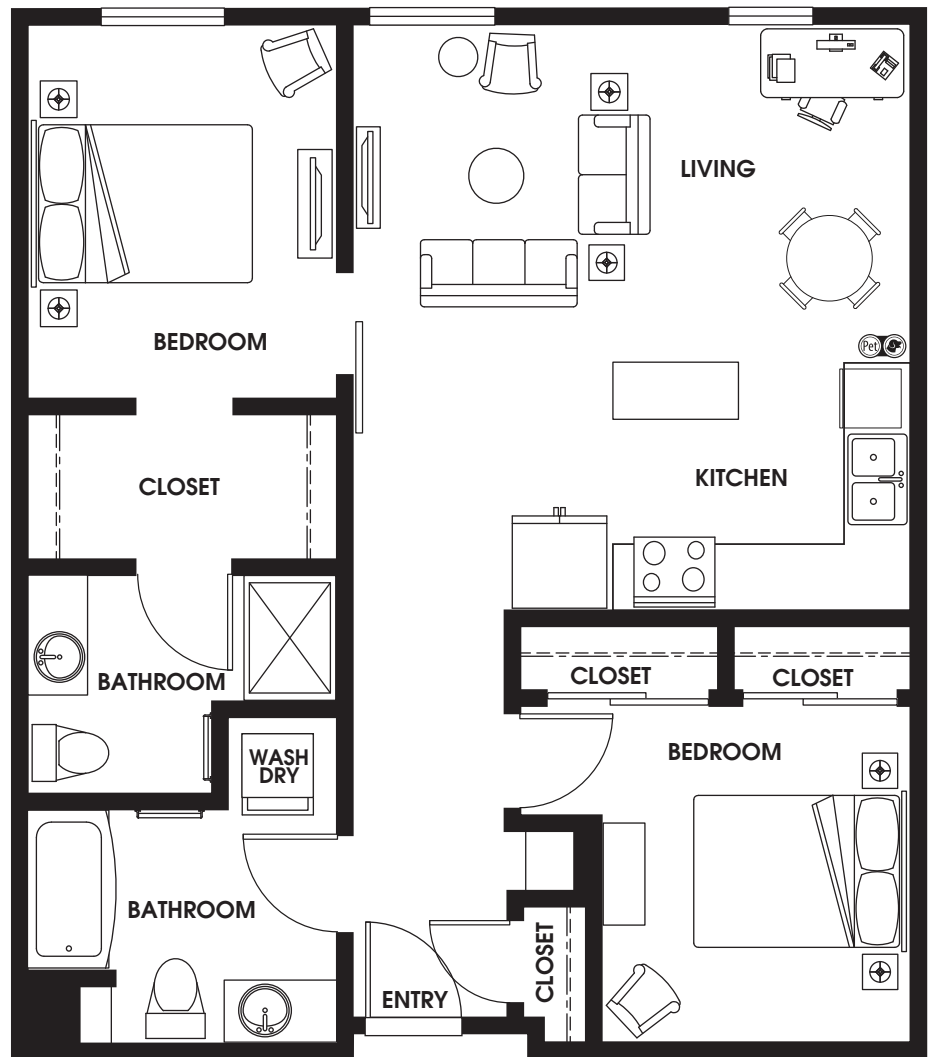 LIVING
BEDROOM
Pet
KITCHEN
CLOSET
CLOSET
CLOSET
BATHROOM
BEDROOM
WASH
DRY
BATHROOM
CLOSET
ENTRY